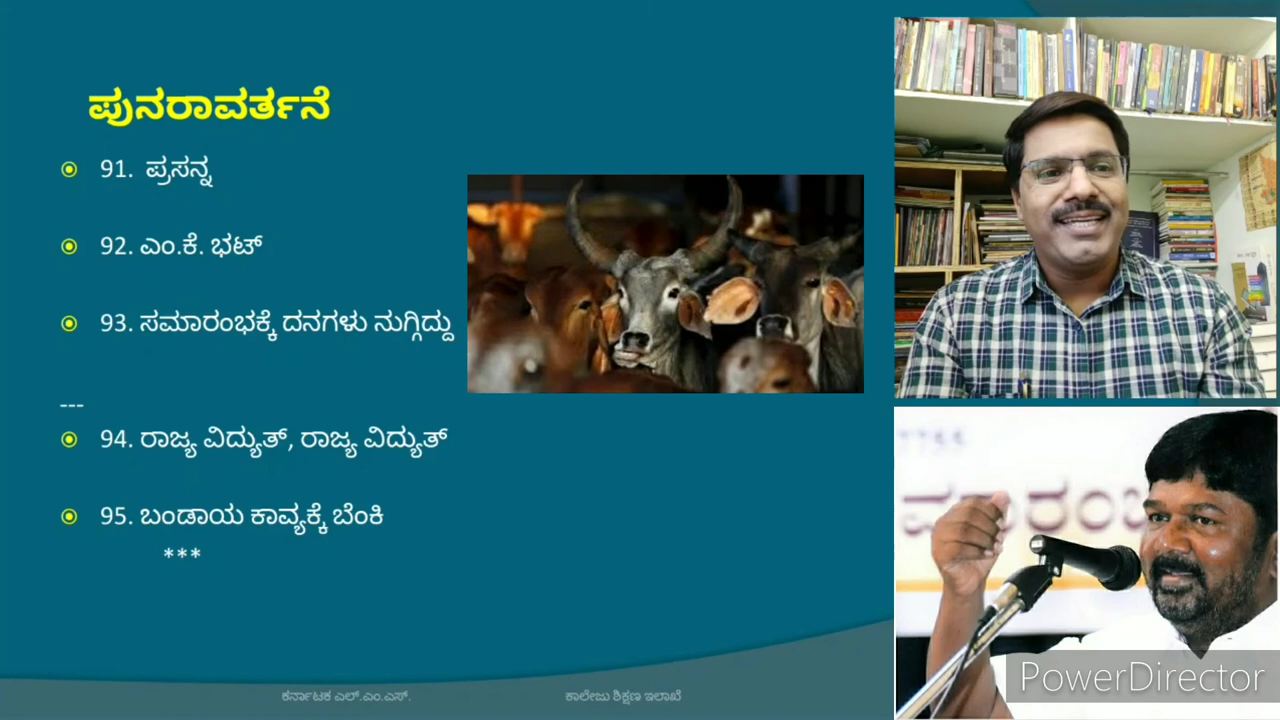 ಪುನರಾವರ್ತನೆ
91. ಪ್ರಸನ್ನ
92. ಎಂ.ಕೆ. ಭಟ್
93. ಸಮಾರಂಭಕ್ಕೆ ದನಗಳು ನುಗ್ಗಿದ್ದು
---
94. ರಾಜ್ಯ ವಿದ್ಯುತ್, ರಾಜ್ಯ ವಿದ್ಯುತ್
95. ಬಂಡಾಯ ಕಾವ್ಯಕ್ಕೆ ಬೆಂಕಿ
***
ಕರ್ನಾಟಕ ಎಲ್.ಎಂ.ಎಸ್.
ಕಾಲೇಜು ಶಿಕ್ಷಣ ಇಲಾಖೆ
PowerDirector